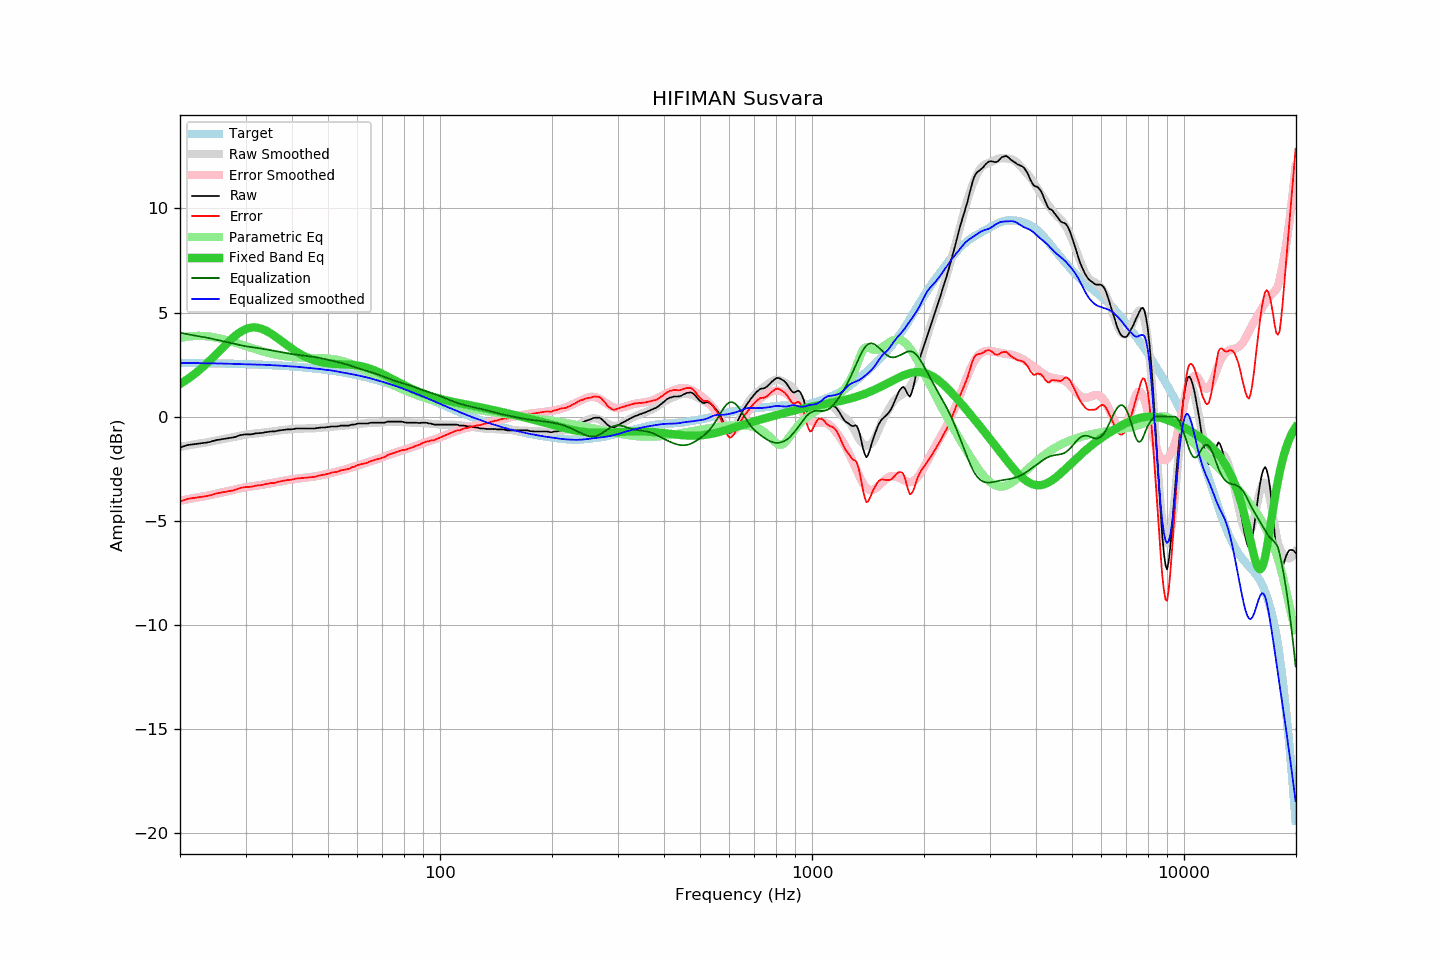 HIFIMAN Susvara
Target
Raw Smoothed
Error Smoothed
Raw
Error
Parametric Eq
Fixed Band Eq
Equalization
Equalized smoothed
10
5
0
−5
−10
−15
−20
Amplitude (dBr)
100
1000
10000
Frequency (Hz)